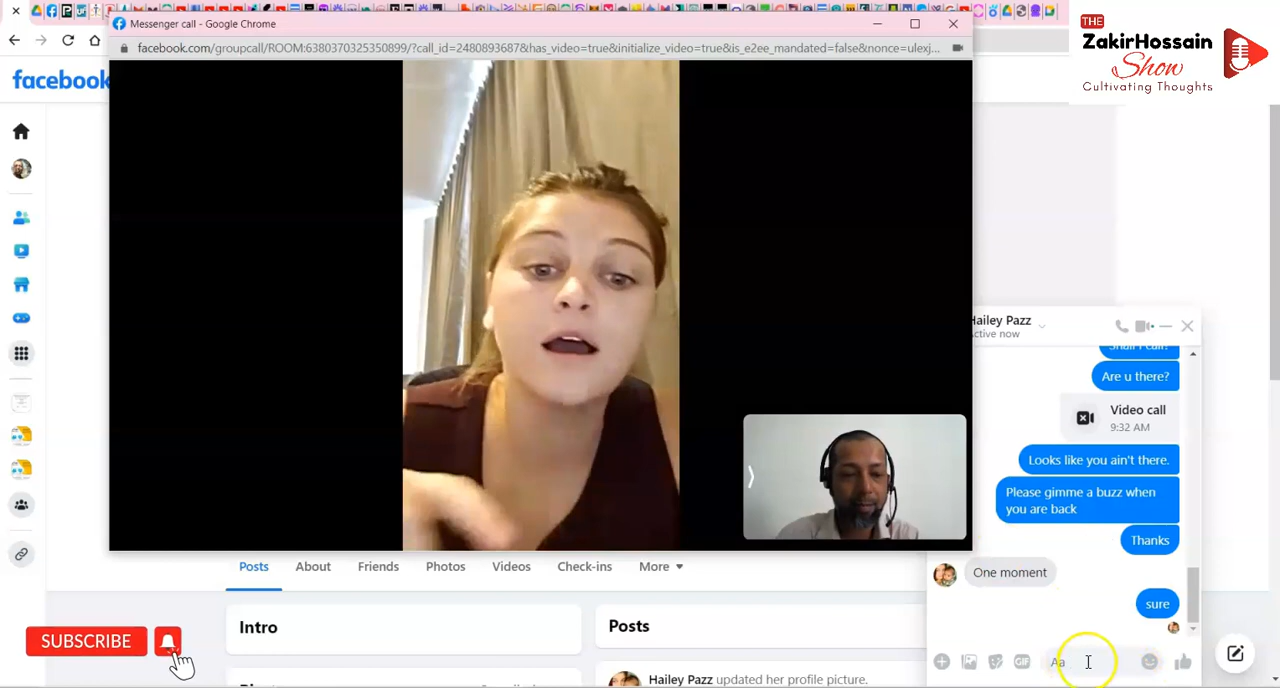 Messenger call - Google Chrome
facebook.com/groupcall/ROOM:6380370325350899/?call_id=2480893687&has_video=true&initialize_video=true&is_e2ee_mandated=false&nonce=ulexj...
THE
ZakirHossain
Show
Cultivating Thoughts
facebook
Hailey Pazz
Active now
Shall I call?
Are u there?
Video call
9:32 AM
Looks like you ain't there.
Please gimme a buzz when
you are back
Thanks
One moment
sure
Aa
GIF
Posts About Friends Photos Videos Check-ins More
Intro
Posts
SUBSCRIBE
Hailey Pazz updated her profile picture.